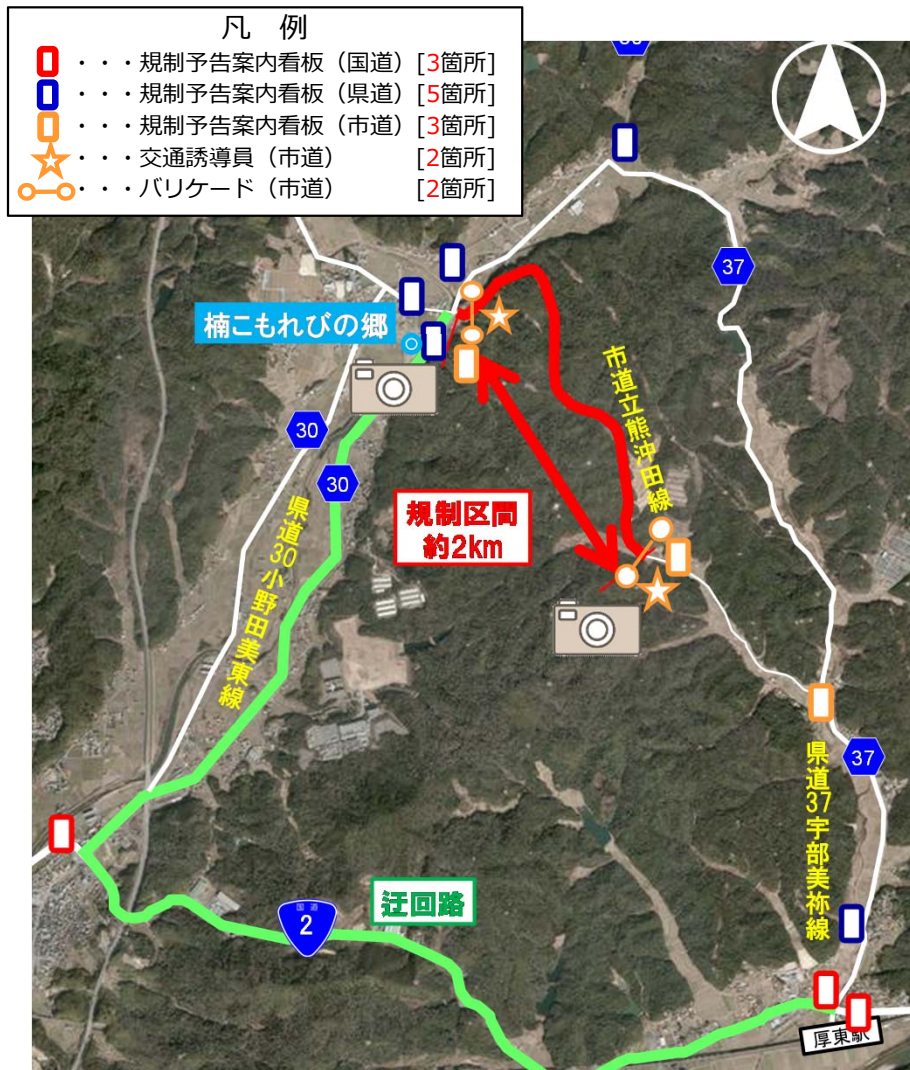 凡 例
・・・規制予告案内看板（国道）[3箇所]
・・・規制予告案内看板（県道）[5箇所]
・・・規制予告案内看板（市道）[3箇所]
・・・交通誘導員（市道） [2箇所]
・・・バリケード（市道） [2箇所]
37
楠こもれびの郷
市道立熊沖田線
30
30
規制区間
約2km
県道30小野田美東線
37
県道37宇部美祢線
迂回路
国道
2
厚東駅